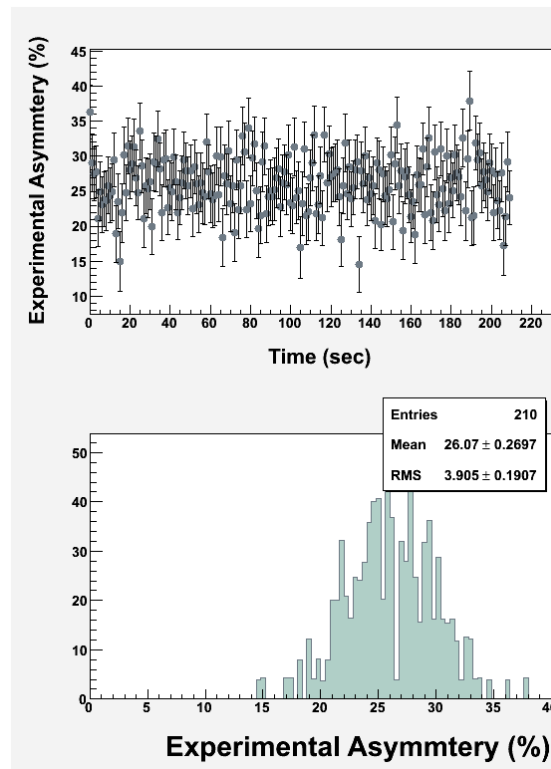 Experimental Asymmtery (%)
45
40
35
30
25
20
15
10
0 20 40 60 80 100 120 140 160 180 200 220
Time (sec)
Entries 210
Mean 26.07 ± 0.2697
RMS 3.905 ± 0.1907
50
40
30
20
10
0
0 5 10 15 20 25 30 35 40
Experimental Asymmtery (%)